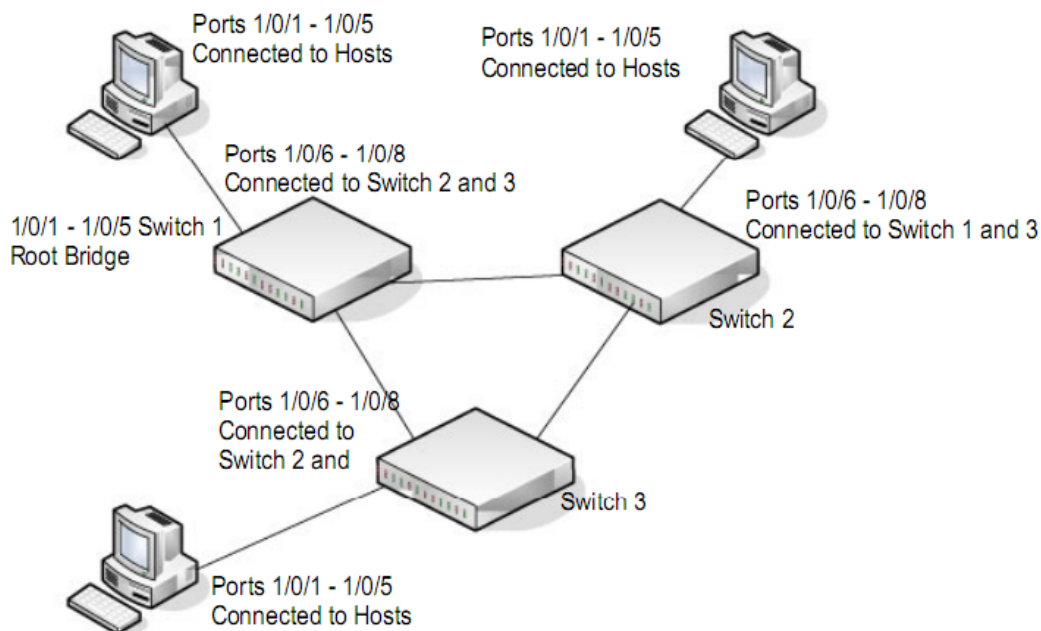 Ports 1/0/1 - 1/0/5
Connected to Hosts
Ports 1/0/1 - 1/0/5
Connected to Hosts
Ports 1/0/6 - 1/0/8
Connected to Switch 2 and 3
1/0/1 - 1/0/5 Switch 1
Root Bridge
Ports 1/0/6 - 1/0/8
Connected to Switch 1 and 3
Switch 2
Ports 1/0/6 - 1/0/8
Connected to
Switch 2 and
Switch 3
Ports 1/0/1 - 1/0/5
Connected to Hosts